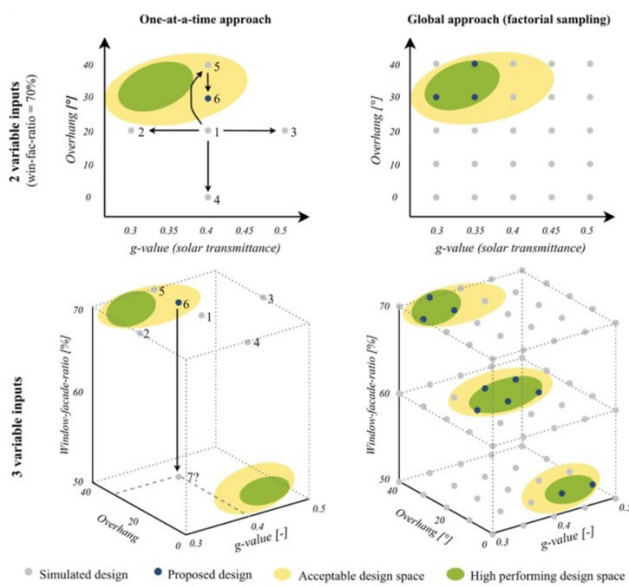 One-at-a-time approach
Global approach (factorial sampling)
2 variable inputs
(win-fac-ratio = 70%)
Overhang [°]
40
30
20
10
0
5
6
2
1
3
4
0.3
0.35
0.4
0.45
0.5
g-value (solar transmittance)
Overhang [°]
40
30
20
10
0
0.3
0.35
0.4
0.45
0.5
g-value (solar transmittance)
3 variable inputs
Window-facade-ratio [%]
70
60
50
5
6
3
1
2
4
7?
40
20
0
Overhang
0.3
0.4
0.5
g-value [-]
Window-facade-ratio [%]
70
60
50
40
20
0
Overhang [°]
0.3
0.4
0.5
g-value [-]
Simulated design
Proposed design
Acceptable design space
High performing design space